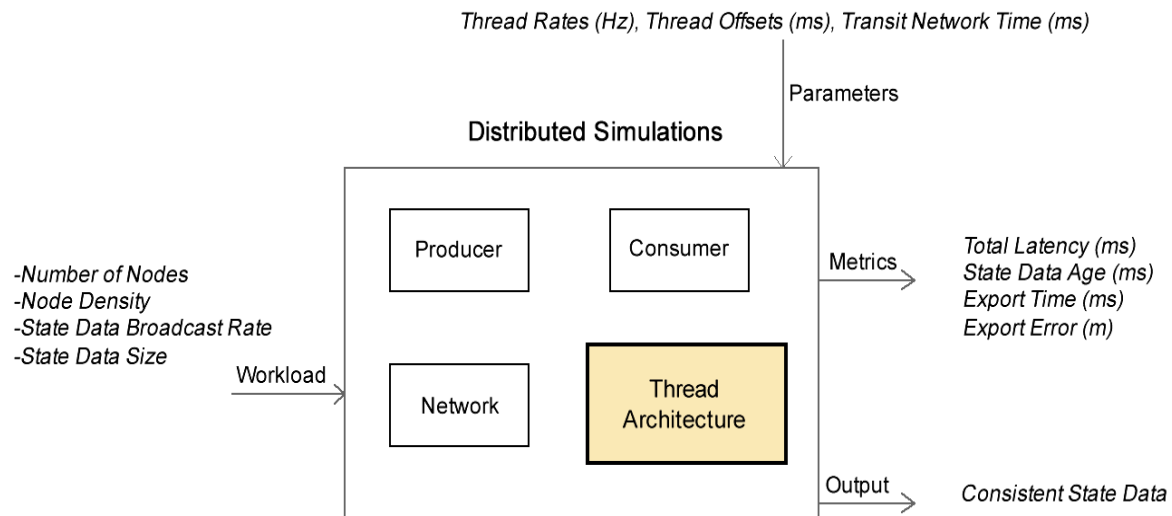 Thread Rates (Hz), Thread Offsets (ms), Transit Network Time (ms)
Parameters
Distributed Simulations
Producer
Consumer
-Number of Nodes
-Node Density
-State Data Broadcast Rate
-State Data Size
Workload
Network
Thread
Architecture
Metrics
Total Latency (ms)
State Data Age (ms)
Export Time (ms)
Export Error (m)
Output
Consistent State Data